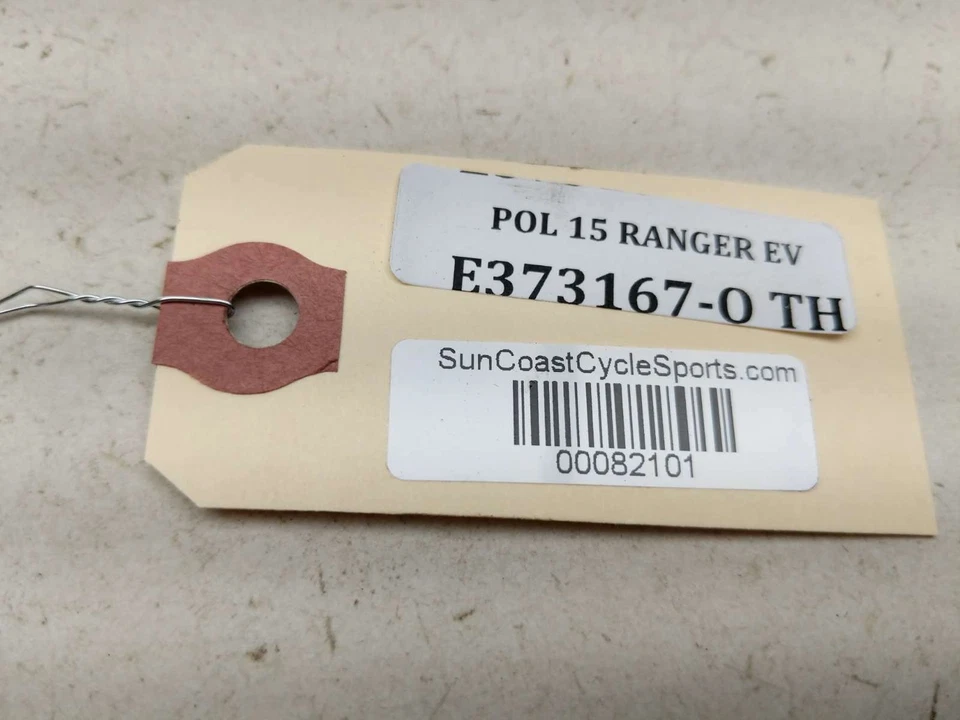 POL 15 RANGER EV
E373167-O TH
SunCoastCycleSports.com
00082101